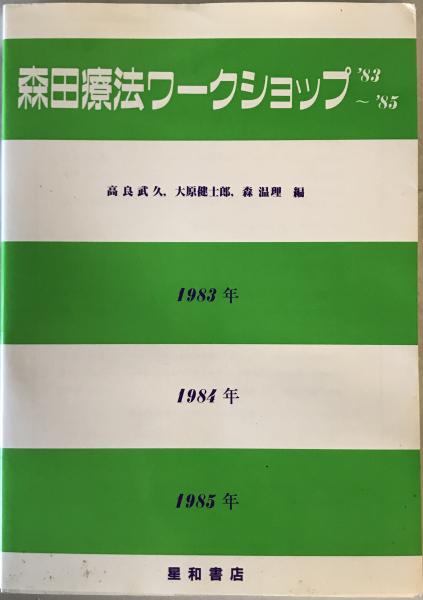 森田療法ワークショップ '83
～'85
高良武久、大原健士郎、森 温理 編
1983年
1984年
1985年
星和書店